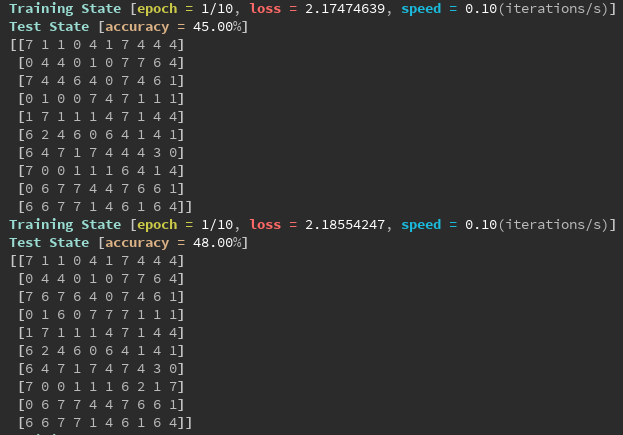 Training State [epoch = 1/10, loss = 2.17474639, speed = 0.10(iterations/s)]
Test State [accuracy = 45.00%]
[[7 1 1 0 4 1 7 4 4 4]
[0 4 4 0 1 0 7 7 6 4]
[7 4 4 6 4 0 7 4 6 1]
[0 1 0 0 7 4 7 1 1 1]
[1 7 1 1 1 4 7 1 4 4]
[6 2 4 6 0 6 4 1 4 1]
[6 4 7 1 7 4 4 4 3 0]
[7 0 0 1 1 1 6 4 1 4]
[0 6 7 7 4 4 7 6 6 1]
[6 6 7 7 1 4 6 1 6 4]]
Training State [epoch = 1/10, loss = 2.18554247, speed = 0.10(iterations/s)]
Test State [accuracy = 48.00%]
[[7 1 1 0 4 1 7 4 4 4]
[0 4 4 0 1 0 7 7 6 4]
[7 6 7 6 4 0 7 4 6 1]
[0 1 6 0 7 7 7 1 1 1]
[1 7 1 1 1 4 7 1 4 4]
[6 2 4 6 0 6 4 1 4 1]
[6 4 7 1 7 4 7 4 3 0]
[7 0 0 1 1 1 6 2 1 7]
[0 6 7 7 4 4 7 6 6 1]
[6 6 7 7 1 4 6 1 6 4]]